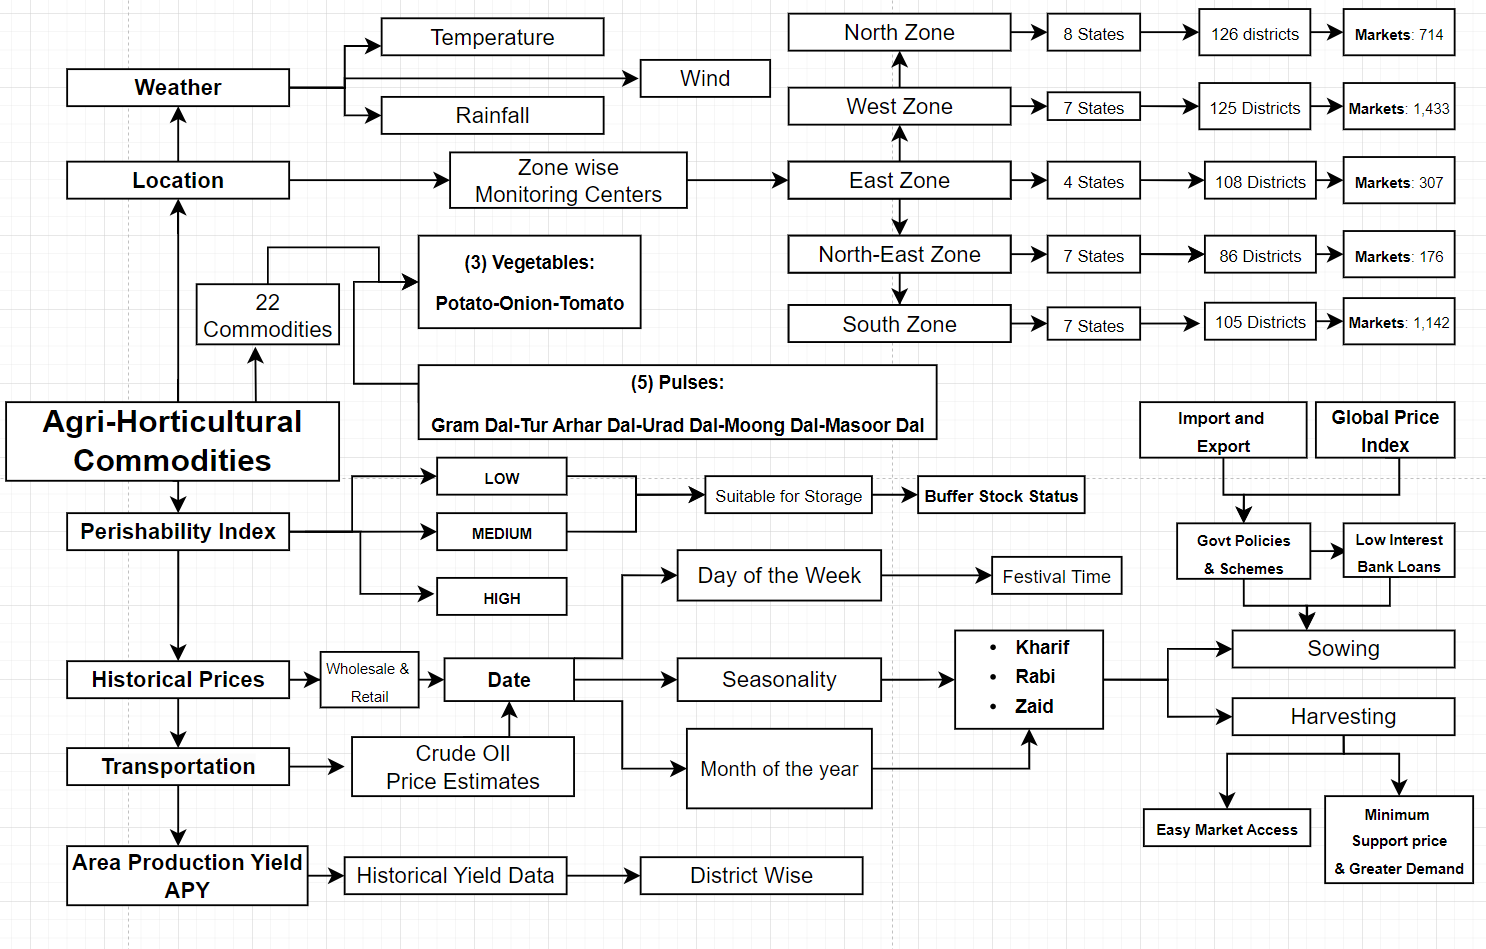 Temperature
Weather
Wind
Rainfall
Location
Zone wise
Monitoring Centers
North Zone
8 States
126 districts
Markets: 714
West Zone
7 States
125 Districts
Markets: 1,433
East Zone
4 States
108 Districts
Markets: 307
North-East Zone
7 States
86 Districts
Markets: 176
South Zone
7 States
105 Districts
Markets: 1,142
22
Commodities
(3) Vegetables:
Potato-Onion-Tomato
(5) Pulses:
Gram Dal-Tur Arhar Dal-Urad Dal-Moong Dal-Masoor Dal
Agri-Horticultural
Commodities
Perishability Index
LOW
MEDIUM
HIGH
Suitable for Storage
Buffer Stock Status
Import and
Export
Global Price
Index
Govt Policies
& Schemes
Low Interest
Bank Loans
Day of the Week
Festival Time
Historical Prices
Wholesale &
Retail
Date
Seasonality
• Kharif
• Rabi
• Zaid
Sowing
Harvesting
Transportation
Crude OIl
Price Estimates
Month of the year
Easy Market Access
Minimum
Support price
& Greater Demand
Area Production Yield
APY
Historical Yield Data
District Wise